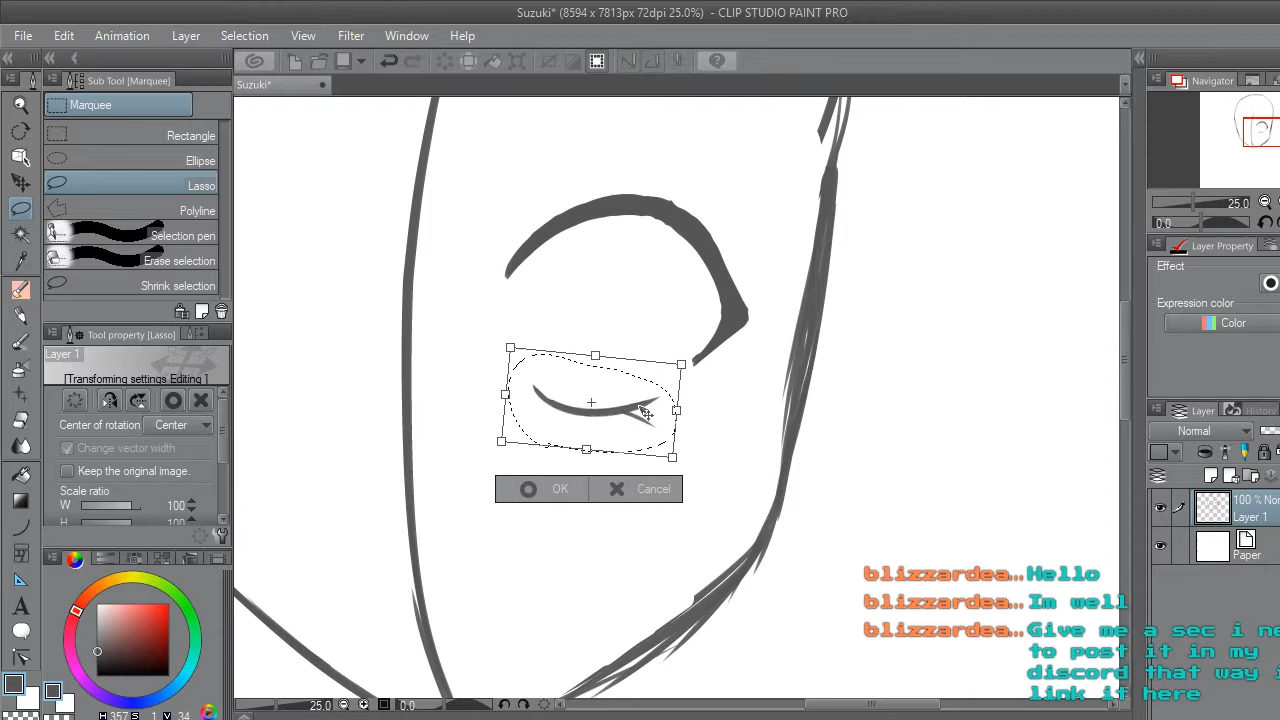 Suzuki* (8594 x 7813px 72dpi 25.0%) - CLIP STUDIO PAINT PRO
File Edit Animation Layer Selection View Filter Window Help
Sub Tool [Marquee]
Suzuki*
Navigator
Marquee
Rectangle
Ellipse
Lasso
Polyline
Selection pen
Erase selection
Shrink selection
25.0
0.0
Layer Property
Effect
Expression color
Color
Tool property [Lasso]
Layer 1
[Transforming settings Editing ]
Center of rotation Center
Change vector width
Keep the original image.
Scale ratio
W 100
H 100
OK Cancel
Layer
Normal
100 % Nor
Layer 1
Paper
blizzardea...Hello
blizzardea...Im well
blizzardea...Give me a sec i ne
to post it in my
discord that way i
link it here
A
H 357 S 1 V 34
25.0 0.0